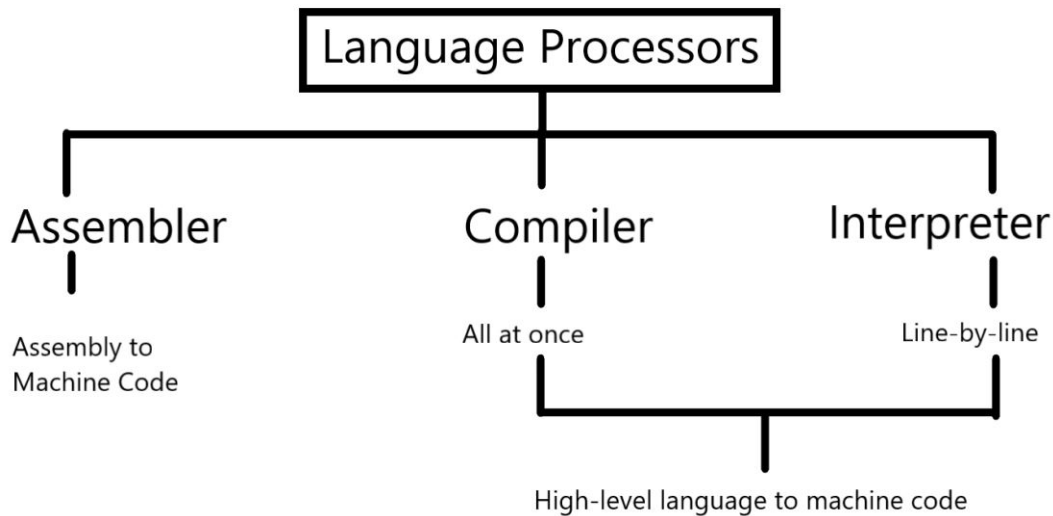 Language Processors
Assembler
Compiler
Interpreter
Assembly to
Machine Code
All at once
Line-by-line
High-level language to machine code